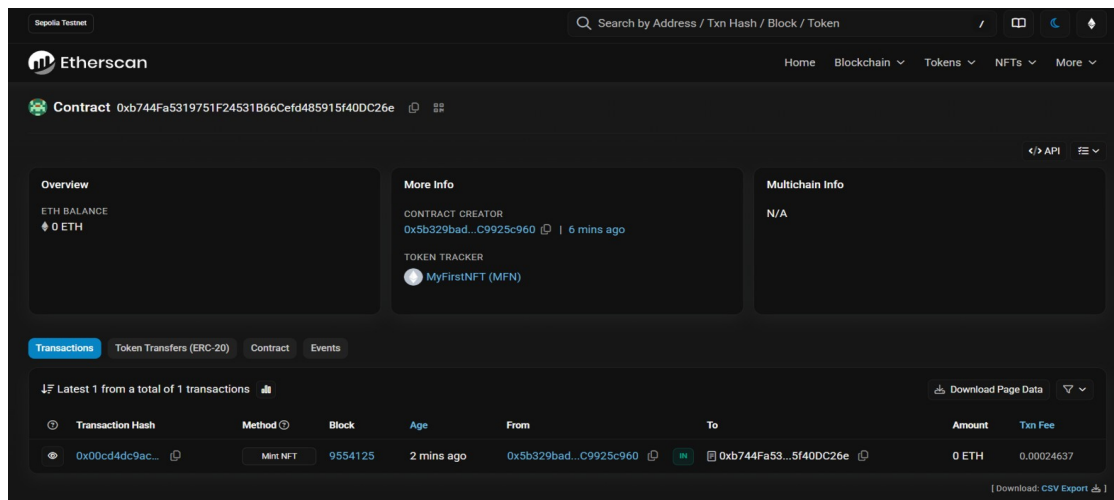 Sepolia Testnet
Search by Address / Txn Hash / Block / Token /
Etherscan
Home Blockchain Tokens NFTs More
Contract 0xb744Fa5319751F24531B66Cefd485915f40DC26e
</> API
Overview
ETH BALANCE
0 ETH
More Info
CONTRACT CREATOR
0x5b329bad...C9925c960 | 6 mins ago
TOKEN TRACKER
MyFirstNFT (MFN)
Multichain Info
N/A
Transactions Token Transfers (ERC-20) Contract Events
Latest 1 from a total of 1 transactions
Download Page Data
Transaction Hash Method Block Age From To Amount Txn Fee
0x00cd4dc9ac... Mint NFT 9554125 2 mins ago 0x5b329bad...C9925c960 IN 0xb744Fa53...5f40DC26e 0 ETH 0.00024637
[ Download: CSV Export ]